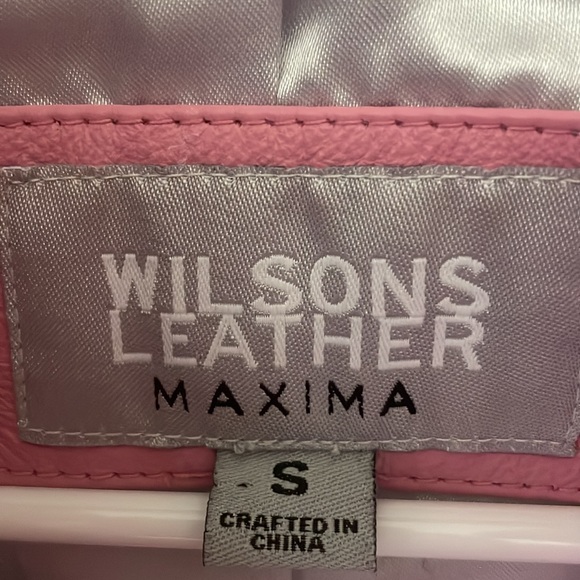 WILSONS
LEATHER
MAXIMA
S
CRAFTED IN
CHINA